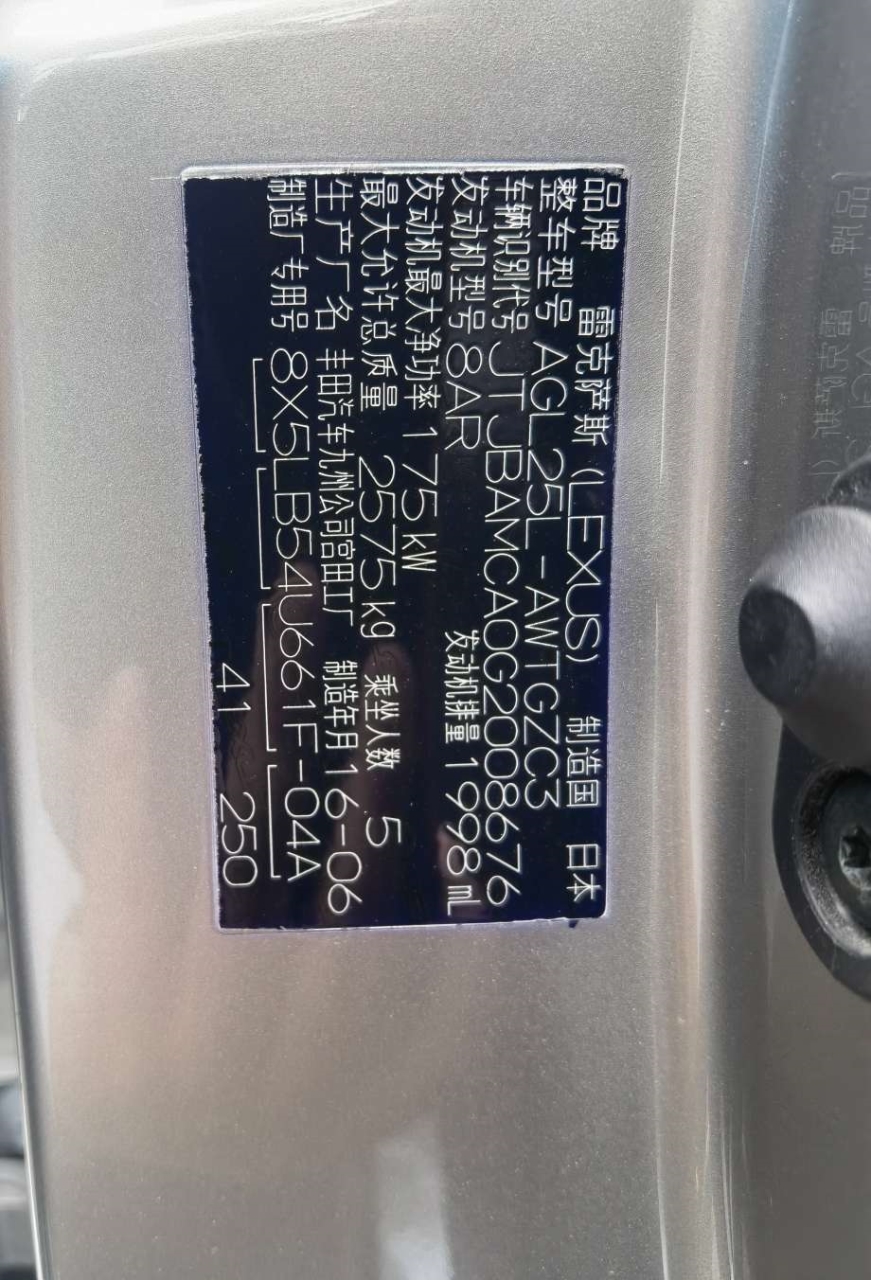 品牌 雷克萨斯(LEXUS) 制造国 日本
整车型号 AGL25L-AWTGZC3
车辆识别代号 JTJBAMCA0G2008676
发动机型号 8AR 发动机排量 1998㎖
发动机最大净功率 175kW
最大允许总质量 2575kg 乘坐人数 5
生产厂名 丰田汽车九州公司宫田工厂 制造年月 16-06
制造厂专用号 8X5LB54U661F-04A
41 250